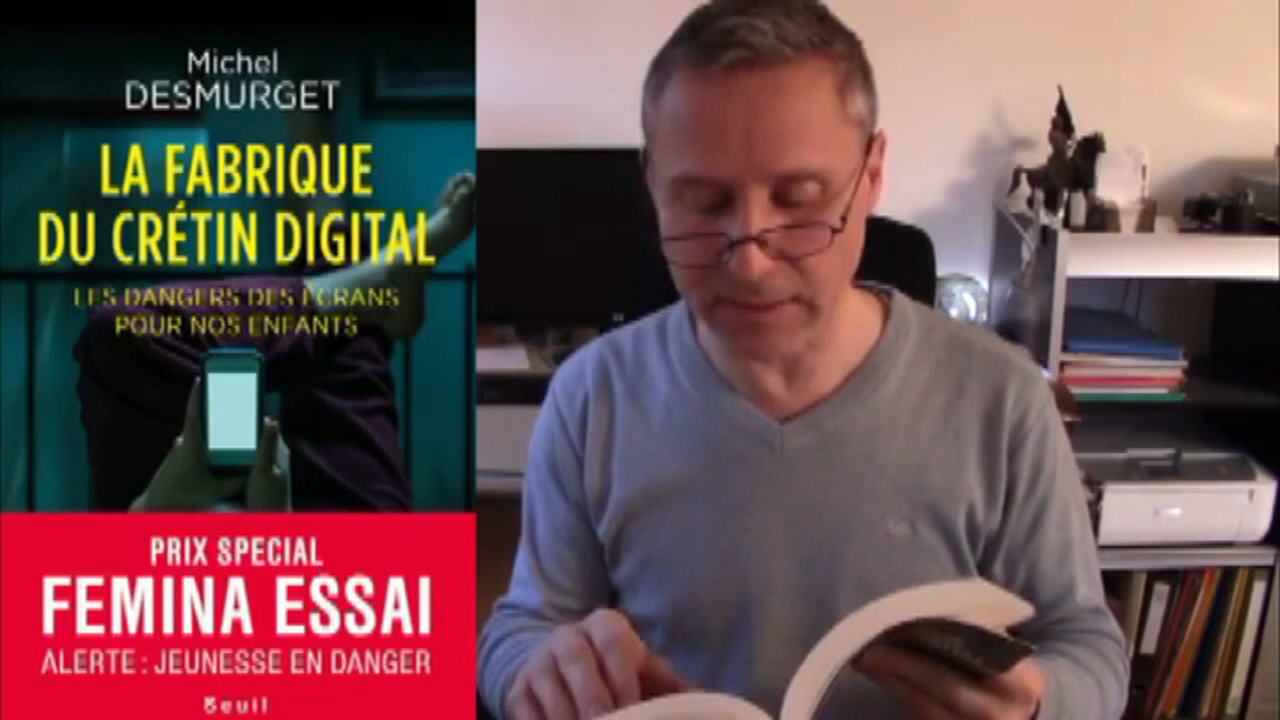 Michel
DESMURGET
LA FABRIQUE
DU CRÉTIN DIGITAL
LES DANGERS DES ÉCRANS
POUR NOS ENFANTS
PRIX SPECIAL
FEMINA ESSAI
ALERTE : JEUNESSE EN DANGER
Seuil